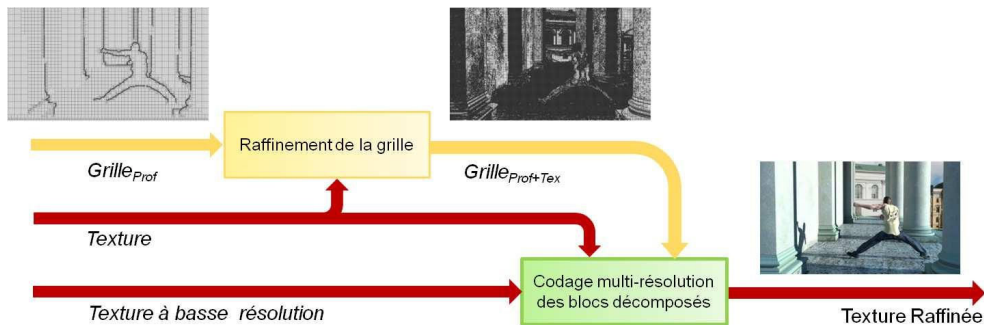 Raffinement de la grille
Grille_Prof
Grille_Prof+Tex
Texture
Codage multi-résolution
des blocs décomposés
Texture à basse résolution
Texture Raffinée